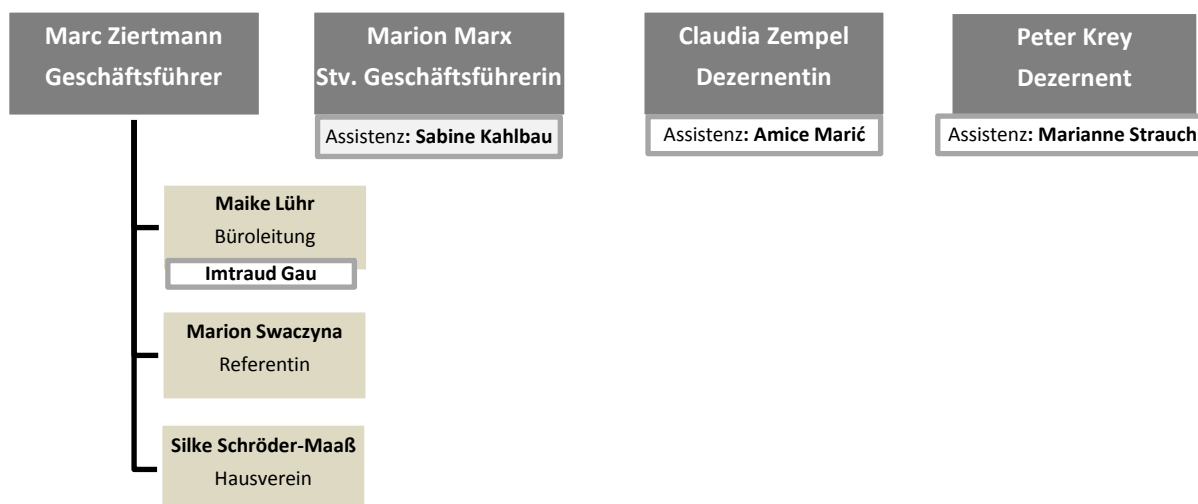 Marc Ziertmann
Geschäftsführer
Marion Marx
Stv. Geschäftsführerin
Assistenz: Sabine Kahlbau
Claudia Zempel
Dezernentin
Assistenz: Amice Marić
Peter Krey
Dezernent
Assistenz: Marianne Strauch
Maike Lühr
Büroleitung
Imtraud Gau
Marion Swaczyna
Referentin
Silke Schröder-Maaß
Hausverein